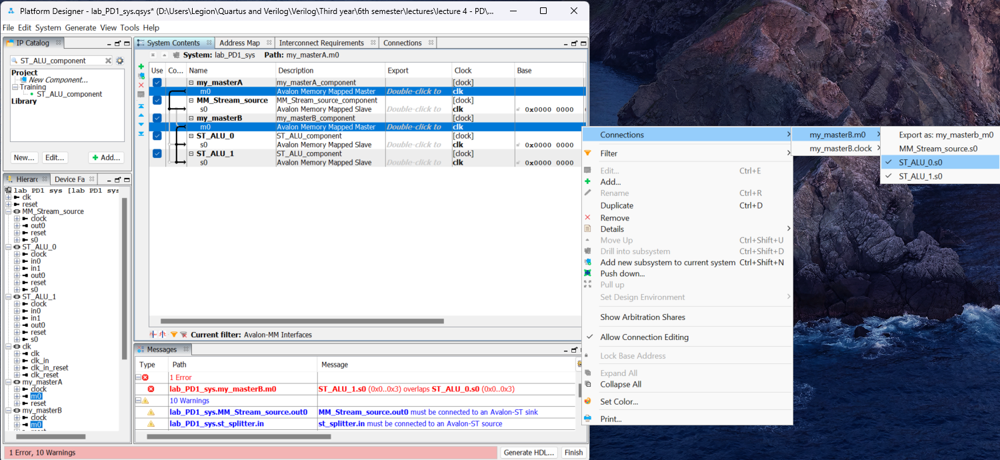 Platform Designer - lab_PD1_sys.qsys* (D:\Users\Legion\Quartus and Verilog\Verilog\Third year\6th semester\lectures\lecture 4 - PD\,...
File Edit System Generate View Tools Help
IP Catalog
ST_ALU_component
Project
New Component...
Training
ST_ALU_component
Library
New... Edit... Add...
System Contents Address Map Interconnect Requirements Connections
System: lab_PD1_sys Path: my_masterA.m0
Use Co... Name Description Export Clock Base
my_masterA my_masterA_component [clock]
m0 Avalon Memory Mapped Master Double-click to clk
MM_Stream_source MM_Stream_source_component [clock]
s0 Avalon Memory Mapped Slave Double-click to clk 0x0000 0000 0x
my_masterB my_masterB_component [clock]
m0 Avalon Memory Mapped Master Double-click to clk
ST_ALU_0 ST_ALU_component [clock]
s0 Avalon Memory Mapped Slave Double-click to clk 0x0000 0000 0x
ST_ALU_1 ST_ALU_component [clock]
s0 Avalon Memory Mapped Slave Double-click to clk 0x0000 0000 0x
Current filter: Avalon-MM Interfaces
Hierarc Device Fa
lab PD1 sys [lab PD1 sys
clk
reset
MM_Stream_source
clock
out0
reset
s0
ST_ALU_0
clock
in0
in1
out0
reset
s0
ST_ALU_1
clock
in0
in1
out0
reset
s0
clk
clk
clk_in
clk_in_reset
clk_reset
my_masterA
clock
m0
reset
my_masterB
clock
m0
Messages
Type Path Message
1 Error
lab_PD1_sys.my_masterB.m0 ST_ALU_1.s0 (0x0..0x3) overlaps ST_ALU_0.s0 (0x0..0x3)
10 Warnings
lab_PD1_sys.MM_Stream_source.out0 MM_Stream_source.out0 must be connected to an Avalon-ST sink
lab_PD1_sys.st_splitter.in st_splitter.in must be connected to an Avalon-ST source
1 Error, 10 Warnings
Generate HDL... Finish
Connections
Filter
Edit... Ctrl+E
Add...
Rename Ctrl+R
Duplicate Ctrl+D
Remove
Details
Move Up Ctrl+Shift+U
Drill into subsystem Ctrl+Shift+D
Add new subsystem to current system Ctrl+Shift+N
Push down...
Pull up
Set Design Environment
Show Arbitration Shares
Allow Connection Editing
Lock Base Address
Expand All
Collapse All
Set Color...
Print...
my_masterB.m0
my_masterB.clock
Export as: my_masterb_m0
MM_Stream_source.s0
ST_ALU_0.s0
ST_ALU_1.s0